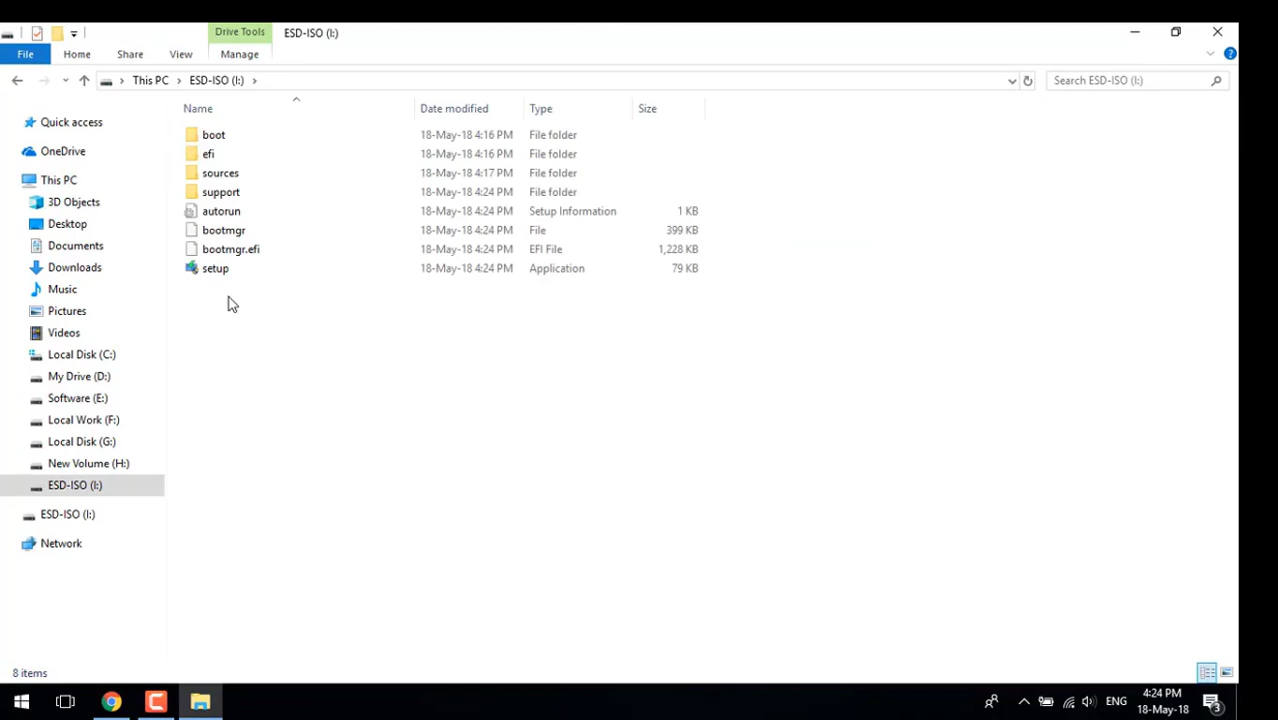 Drive Tools
ESD-ISO (I:)
File
Home
Share
View
Manage
This PC
ESD-ISO (I:)
Search ESD-ISO (I:)
Name
Date modified
Type
Size
Quick access
OneDrive
This PC
3D Objects
Desktop
Documents
Downloads
Music
Pictures
Videos
Local Disk (C:)
My Drive (D:)
Software (E:)
Local Work (F:)
Local Disk (G:)
New Volume (H:)
ESD-ISO (I:)
ESD-ISO (I:)
Network
boot 18-May-18 4:16 PM File folder
efi 18-May-18 4:16 PM File folder
sources 18-May-18 4:17 PM File folder
support 18-May-18 4:24 PM File folder
autorun 18-May-18 4:24 PM Setup Information 1 KB
bootmgr 18-May-18 4:24 PM File 399 KB
bootmgr.efi 18-May-18 4:24 PM EFI File 1,228 KB
setup 18-May-18 4:24 PM Application 79 KB
8 items
ENG
4:24 PM
18-May-18
3